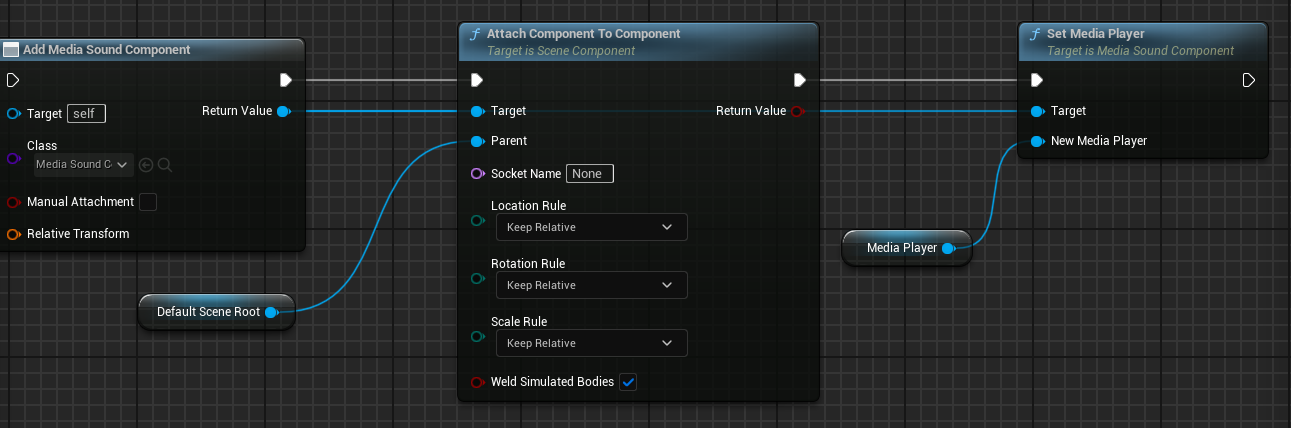 Add Media Sound Component
Target self
Return Value
Class
Media Sound C
Manual Attachment
Relative Transform
Default Scene Root
Attach Component To Component
Target is Scene Component
Target
Return Value
Parent
Socket Name None
Location Rule
Keep Relative
Rotation Rule
Keep Relative
Scale Rule
Keep Relative
Weld Simulated Bodies
Media Player
Set Media Player
Target is Media Sound Component
Target
New Media Player